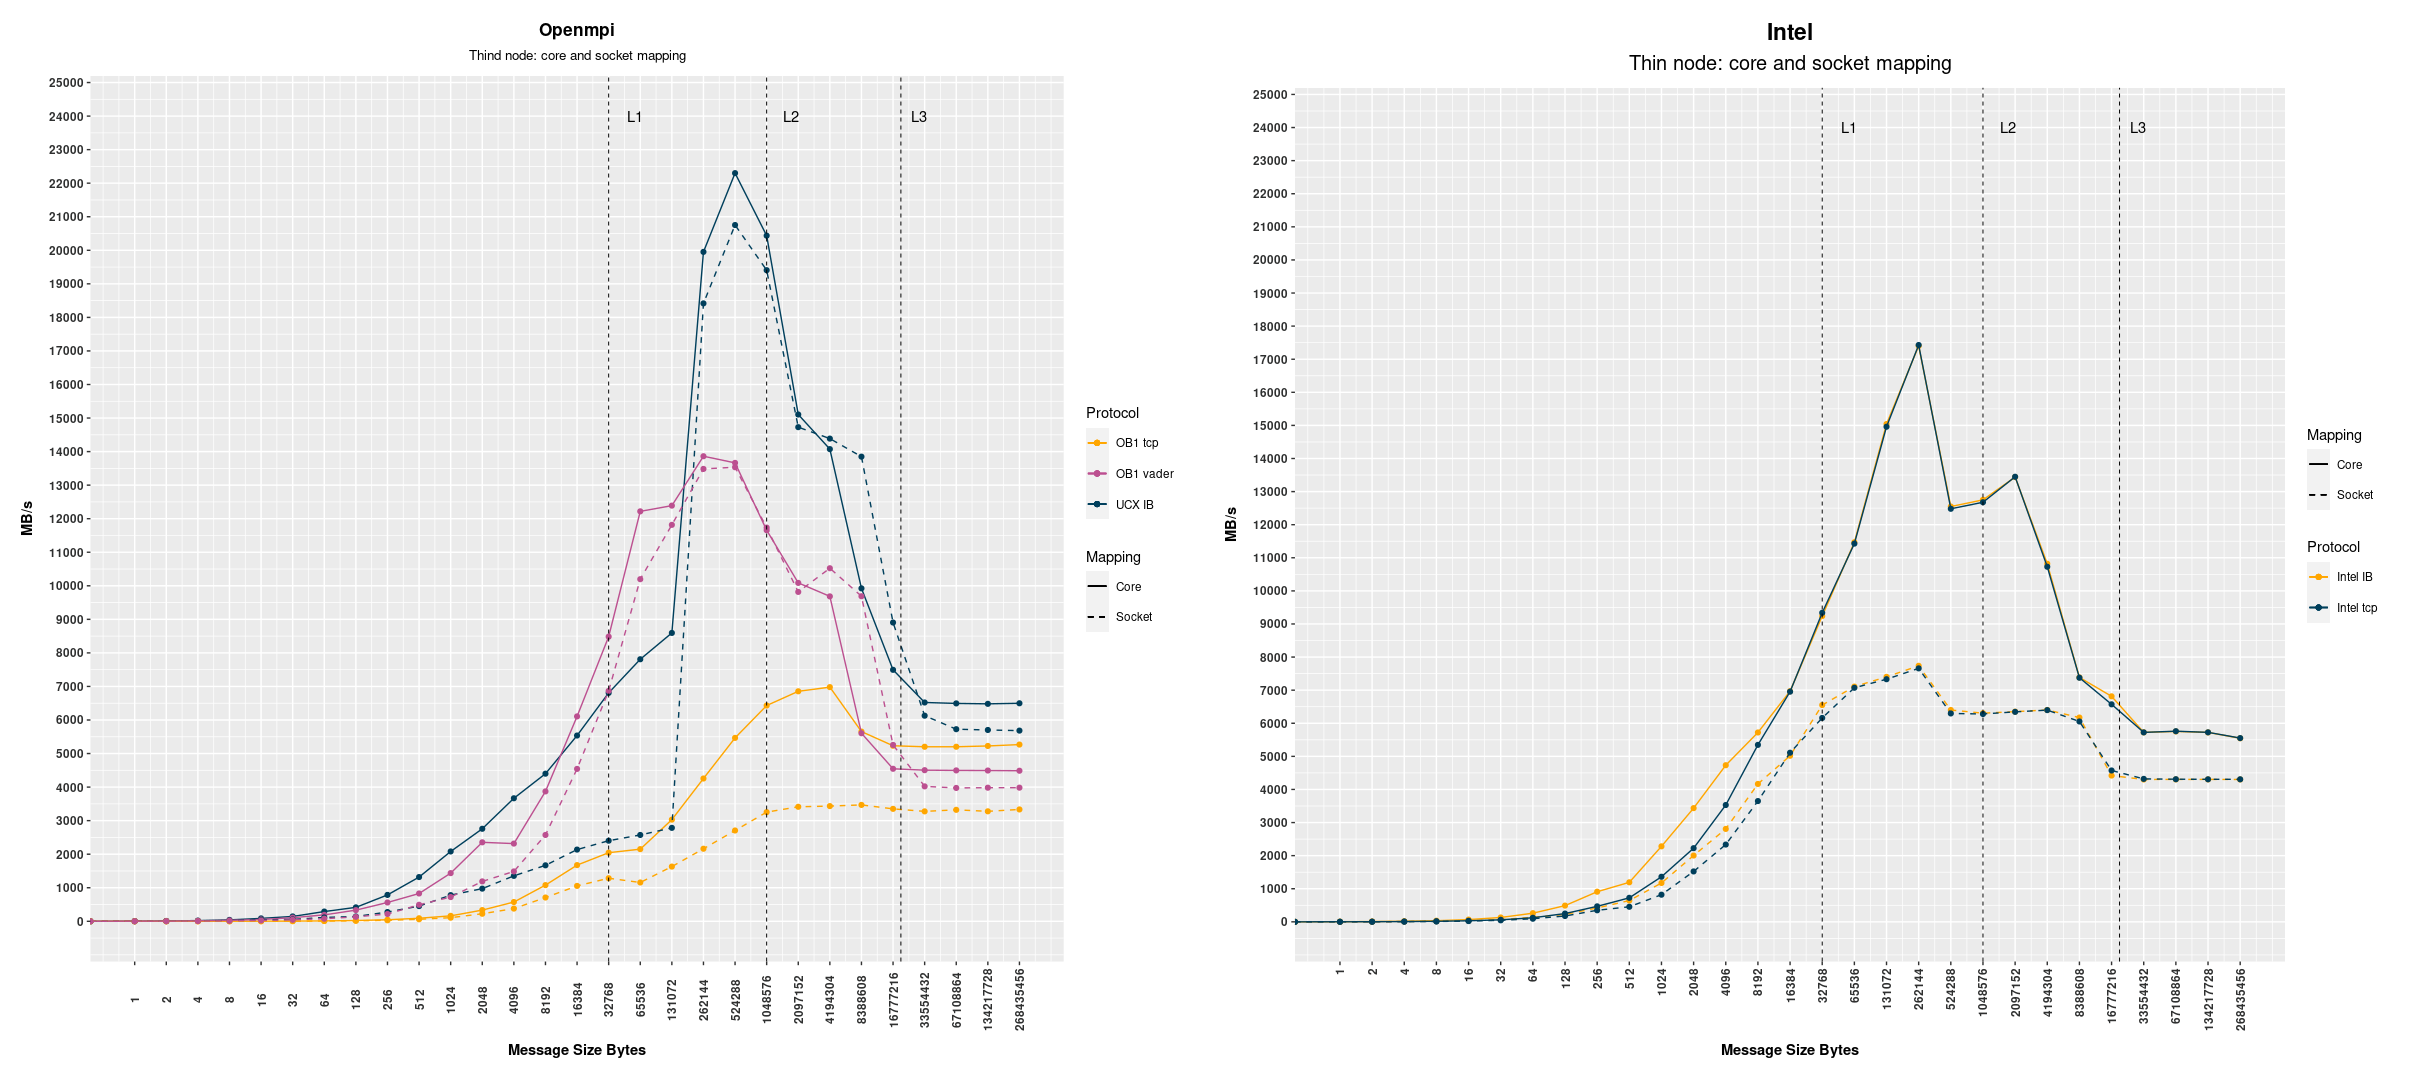 Openmpi
Thind node: core and socket mapping
25000
24000
23000
22000
21000
20000
19000
18000
17000
16000
15000
14000
13000
12000
11000
10000
9000
8000
7000
6000
5000
4000
3000
2000
1000
0
MB/s
L1 L2 L3
1 2 4 8 16 32 64 128 256 512 1024 2048 4096 8192 16384 32768 65536 131072 262144 524288 1048576 2097152 4194304 8388608 16777216 33554432 67108864 134217728 268435456
Message Size Bytes
Protocol
OB1 tcp
OB1 vader
UCX IB
Mapping
Core
Socket
Intel
Thin node: core and socket mapping
25000
24000
23000
22000
21000
20000
19000
18000
17000
16000
15000
14000
13000
12000
11000
10000
9000
8000
7000
6000
5000
4000
3000
2000
1000
0
MB/s
L1 L2 L3
1 2 4 8 16 32 64 128 256 512 1024 2048 4096 8192 16384 32768 65536 131072 262144 524288 1048576 2097152 4194304 8388608 16777216 33554432 67108864 134217728 268435456
Message Size Bytes
Mapping
Core
Socket
Protocol
Intel IB
Intel tcp